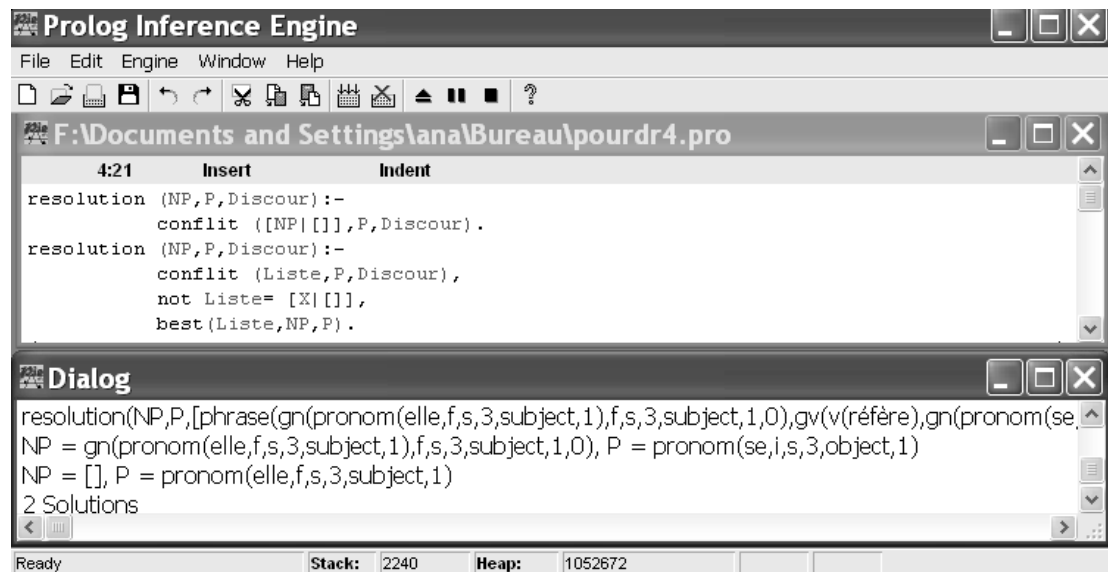 Prolog Inference Engine
File Edit Engine Window Help
F:\Documents and Settings\ana\Bureau\pourdr4.pro
4:21 Insert Indent
resolution (NP,P,Discour):-
conflit ([NP|[]],P,Discour).
resolution (NP,P,Discour):-
conflit (Liste,P,Discour),
not Liste= [X|[]],
best(Liste,NP,P).
Dialog
resolution(NP,P,[phrase(gn(pronom(elle,f,s,3,subject,1),f,s,3,subject,1,0),gv(v(réfère),gn(pronom(se,
NP = gn(pronom(elle,f,s,3,subject,1),f,s,3,subject,1,0), P = pronom(se,i,s,3,object,1)
NP = [], P = pronom(elle,f,s,3,subject,1)
2 Solutions
Ready Stack: 2240 Heap: 1052672